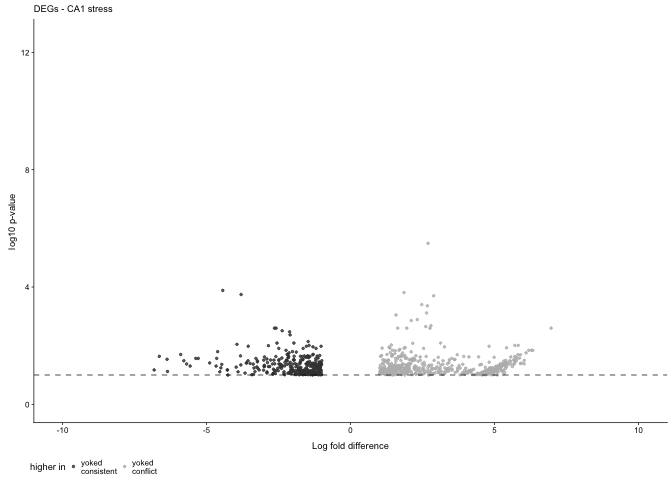 DEGs - CA1 stress
12
8
4
0
log10 p-value
-10 -5 0 5 10
Log fold difference
higher in yoked consistent yoked conflict